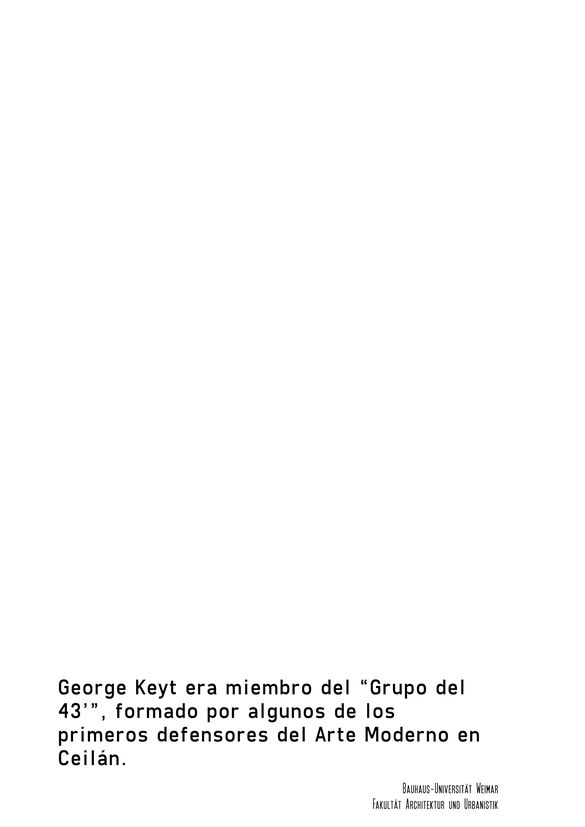 George Keyt era miembro del “Grupo del
43’”, formado por algunos de los
primeros defensores del Arte Moderno en
Ceilán.
Bauhaus-Universität Weimar
Fakultät Architektur und Urbanistik